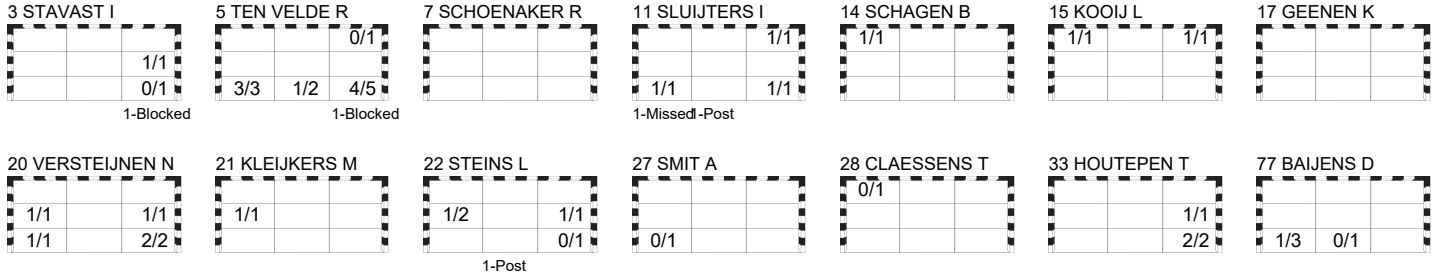 3 STAVAST I 5 TEN VELDE R 7 SCHOENAKER R 11 SLUIJTERS I 14 SCHAGEN B 15 KOOIJ L 17 GEENEN K
0/1 1/1 1/1 1/1 1/1
1/1
0/1 3/3 1/2 4/5 1/1 1/1
1-Blocked 1-Blocked 1-Missed1-Post
20 VERSTEIJNEN N 21 KLEIJKERS M 22 STEINS L 27 SMIT A 28 CLAESSENS T 33 HOUTEPEN T 77 BAIJENS D
0/1
1/1 1/1 1/1 1/2 1/1 1/1
1/1 2/2 0/1 0/1 2/2 1/3 0/1
1-Post